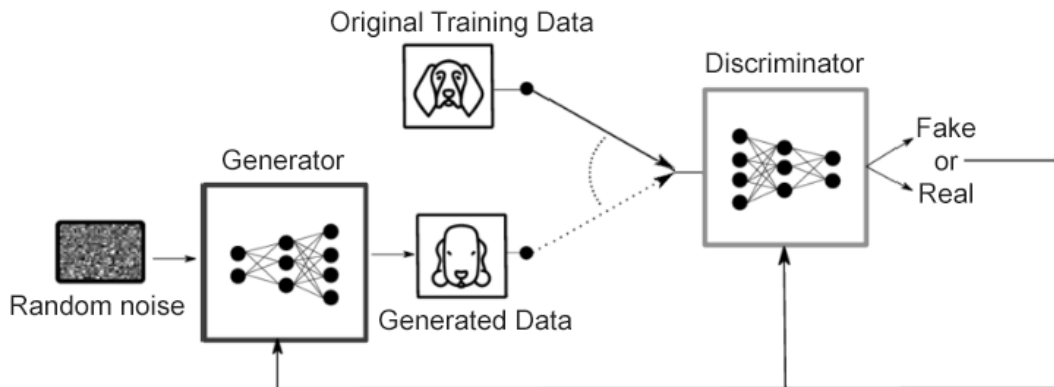 Original Training Data
Discriminator
Generator
Fake
or
Real
Random noise
Generated Data